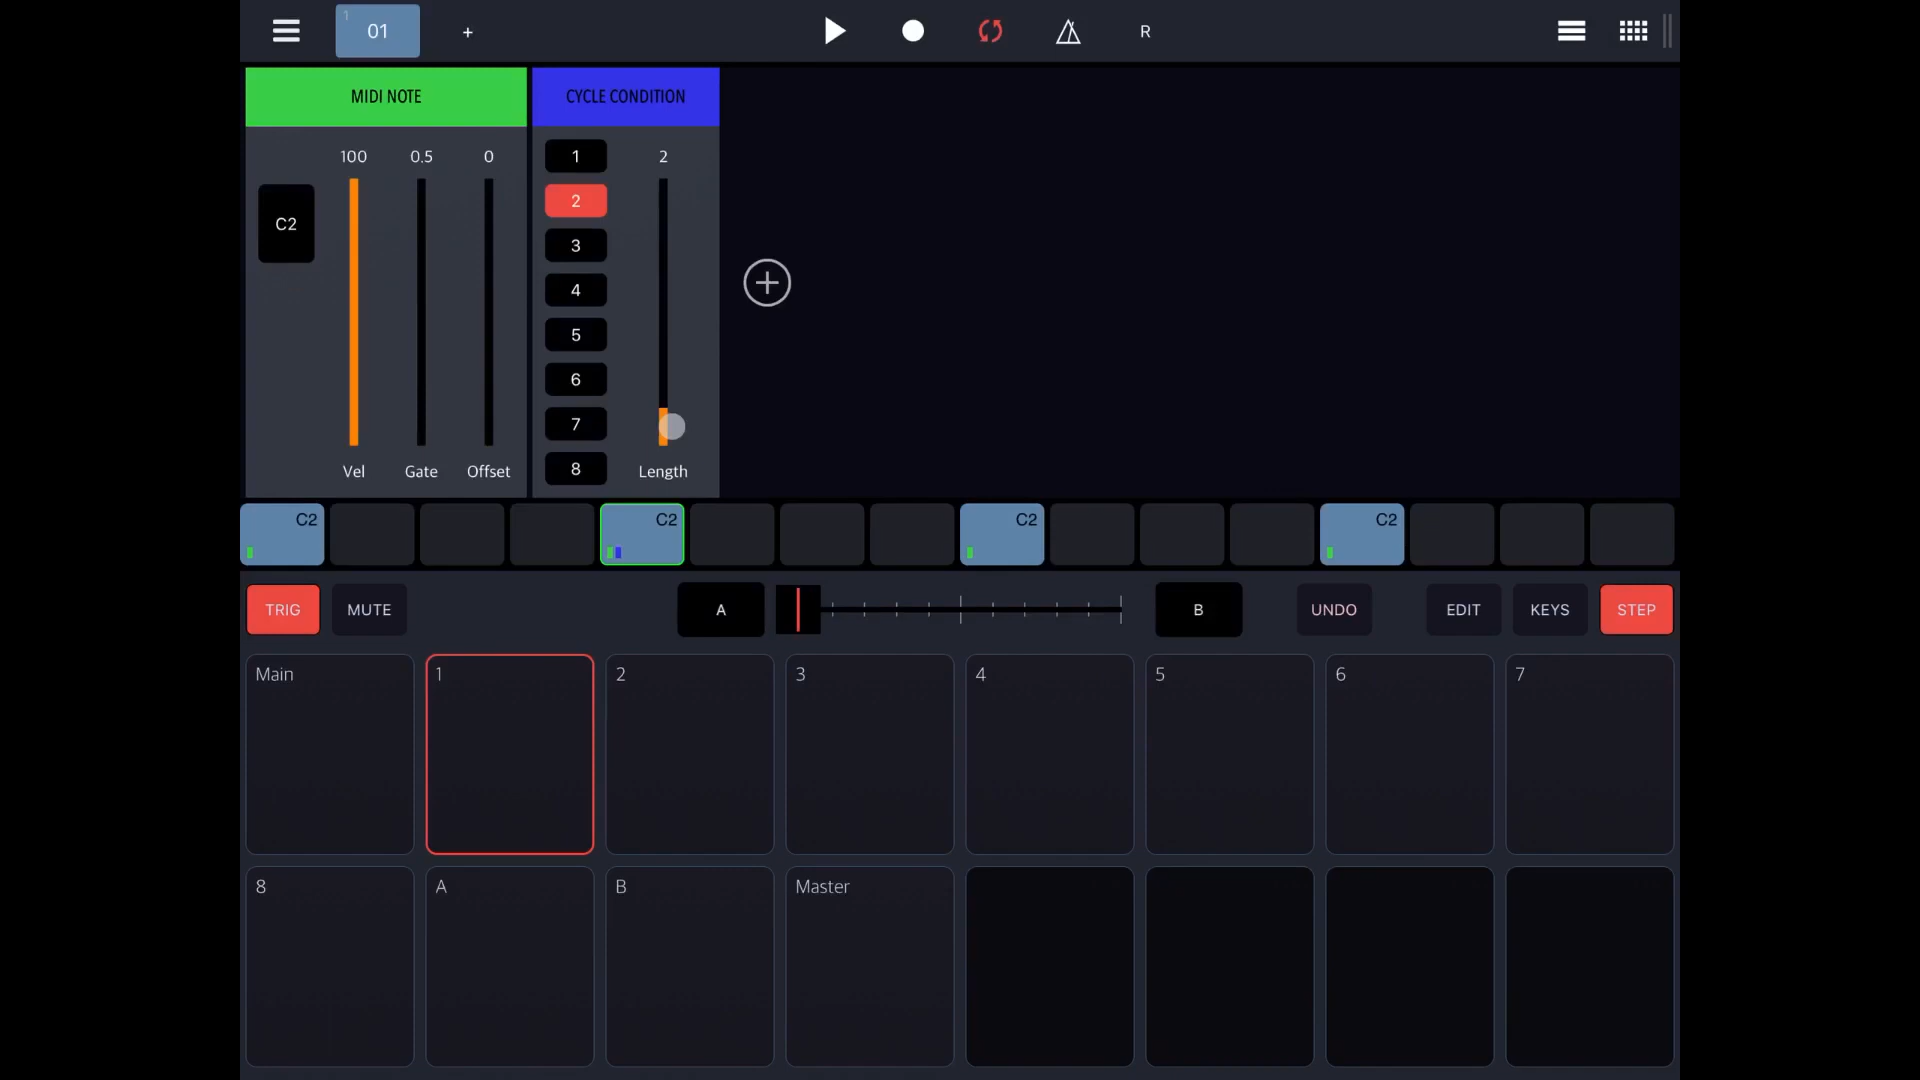 1
01
+
R
MIDI NOTE
CYCLE CONDITION
100 0.5 0
C2
Vel Gate Offset
1
2
3
4
5
6
7
8
2
Length
C2 C2 C2 C2
TRIG MUTE A B UNDO EDIT KEYS STEP
Main 1 2 3 4 5 6 7
8 A B Master